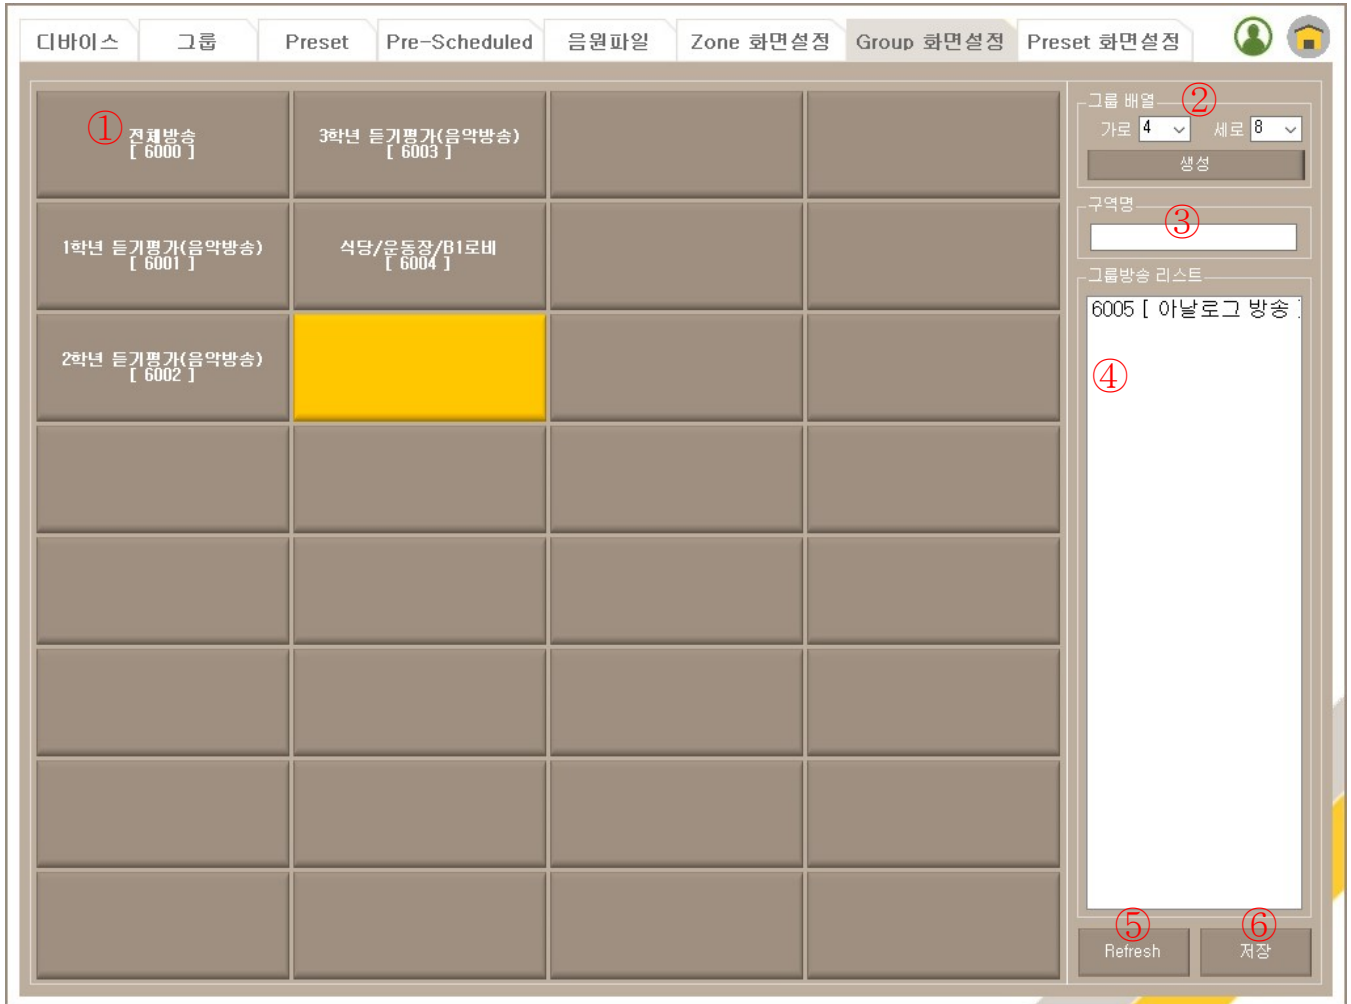 디바이스 그룹 Preset Pre-Scheduled 음원파일 Zone 화면설정 Group 화면설정 Preset 화면설정
① 전체방송
[ 6000 ]
3학년 듣기평가(음악방송)
[ 6003 ]
1학년 듣기평가(음악방송)
[ 6001 ]
식당/운동장/B1로비
[ 6004 ]
2학년 듣기평가(음악방송)
[ 6002 ]
그룹 배열 ②
가로 4 세로 8
생성
구역명 ③
그룹방송 리스트
6005 [ 아날로그 방송 ]
④
⑤ ⑥
Refresh 저장